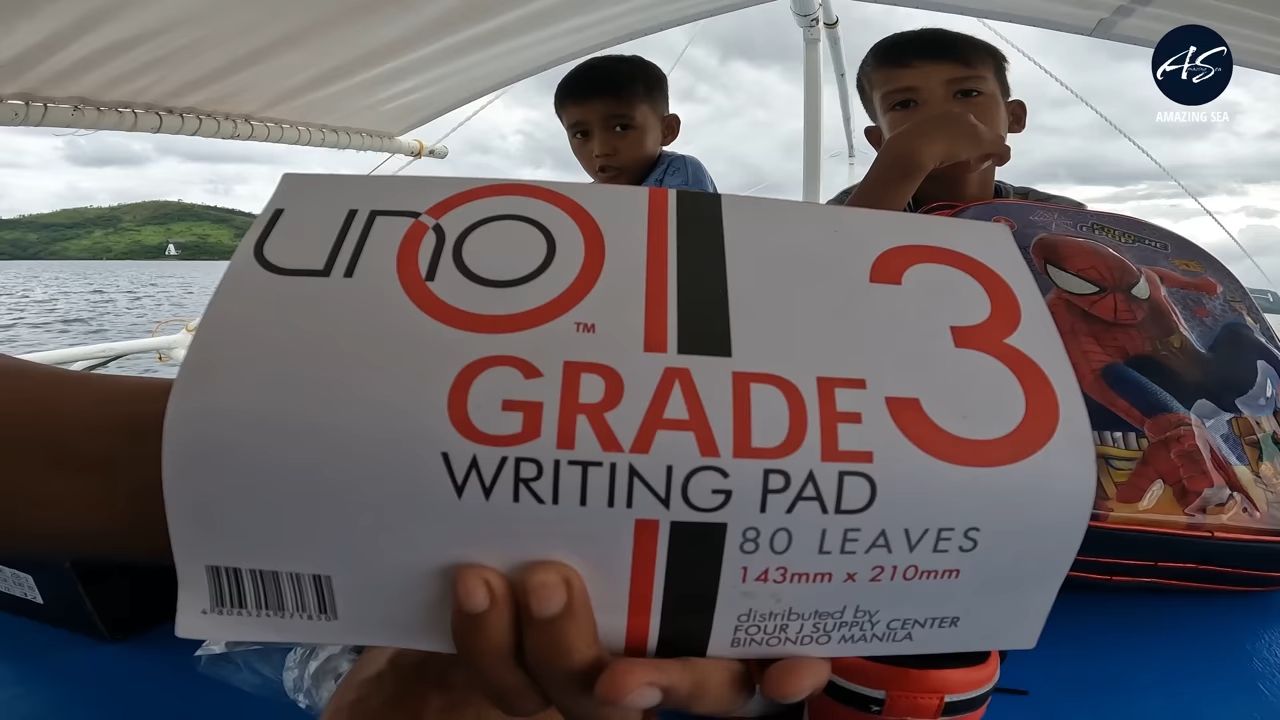 AS
AMAZING SEA
uno
TM
3
GRADE
WRITING PAD
80 LEAVES
143mm x 210mm
distributed by
FOUR J SUPPLY CENTER
BINONDO MANILA